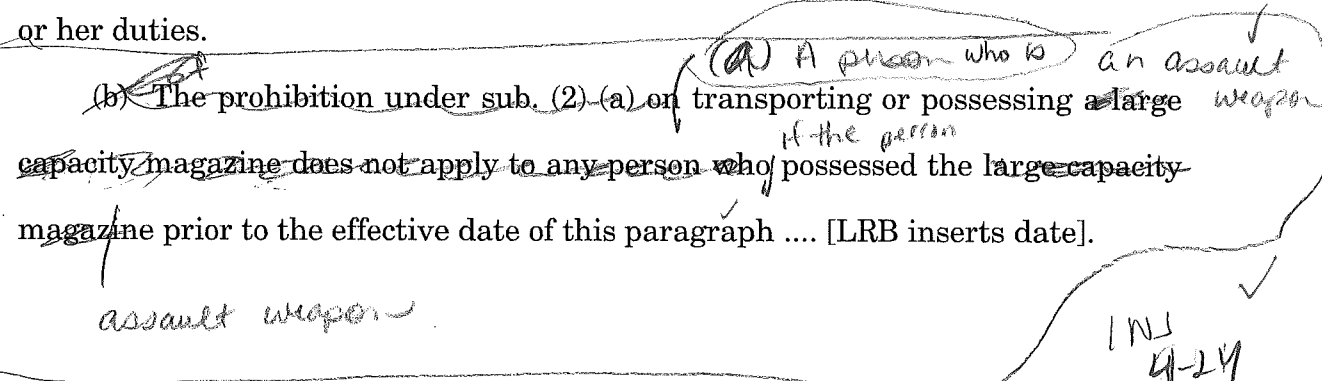 or her duties.
(a) A person who is an assault
(b) The prohibition under sub. (2) (a) on transporting or possessing a large weapon
if the person
capacity magazine does not apply to any person who possessed the large-capacity
magazine prior to the effective date of this paragraph .... [LRB inserts date].
assault weapon
INS
4-24